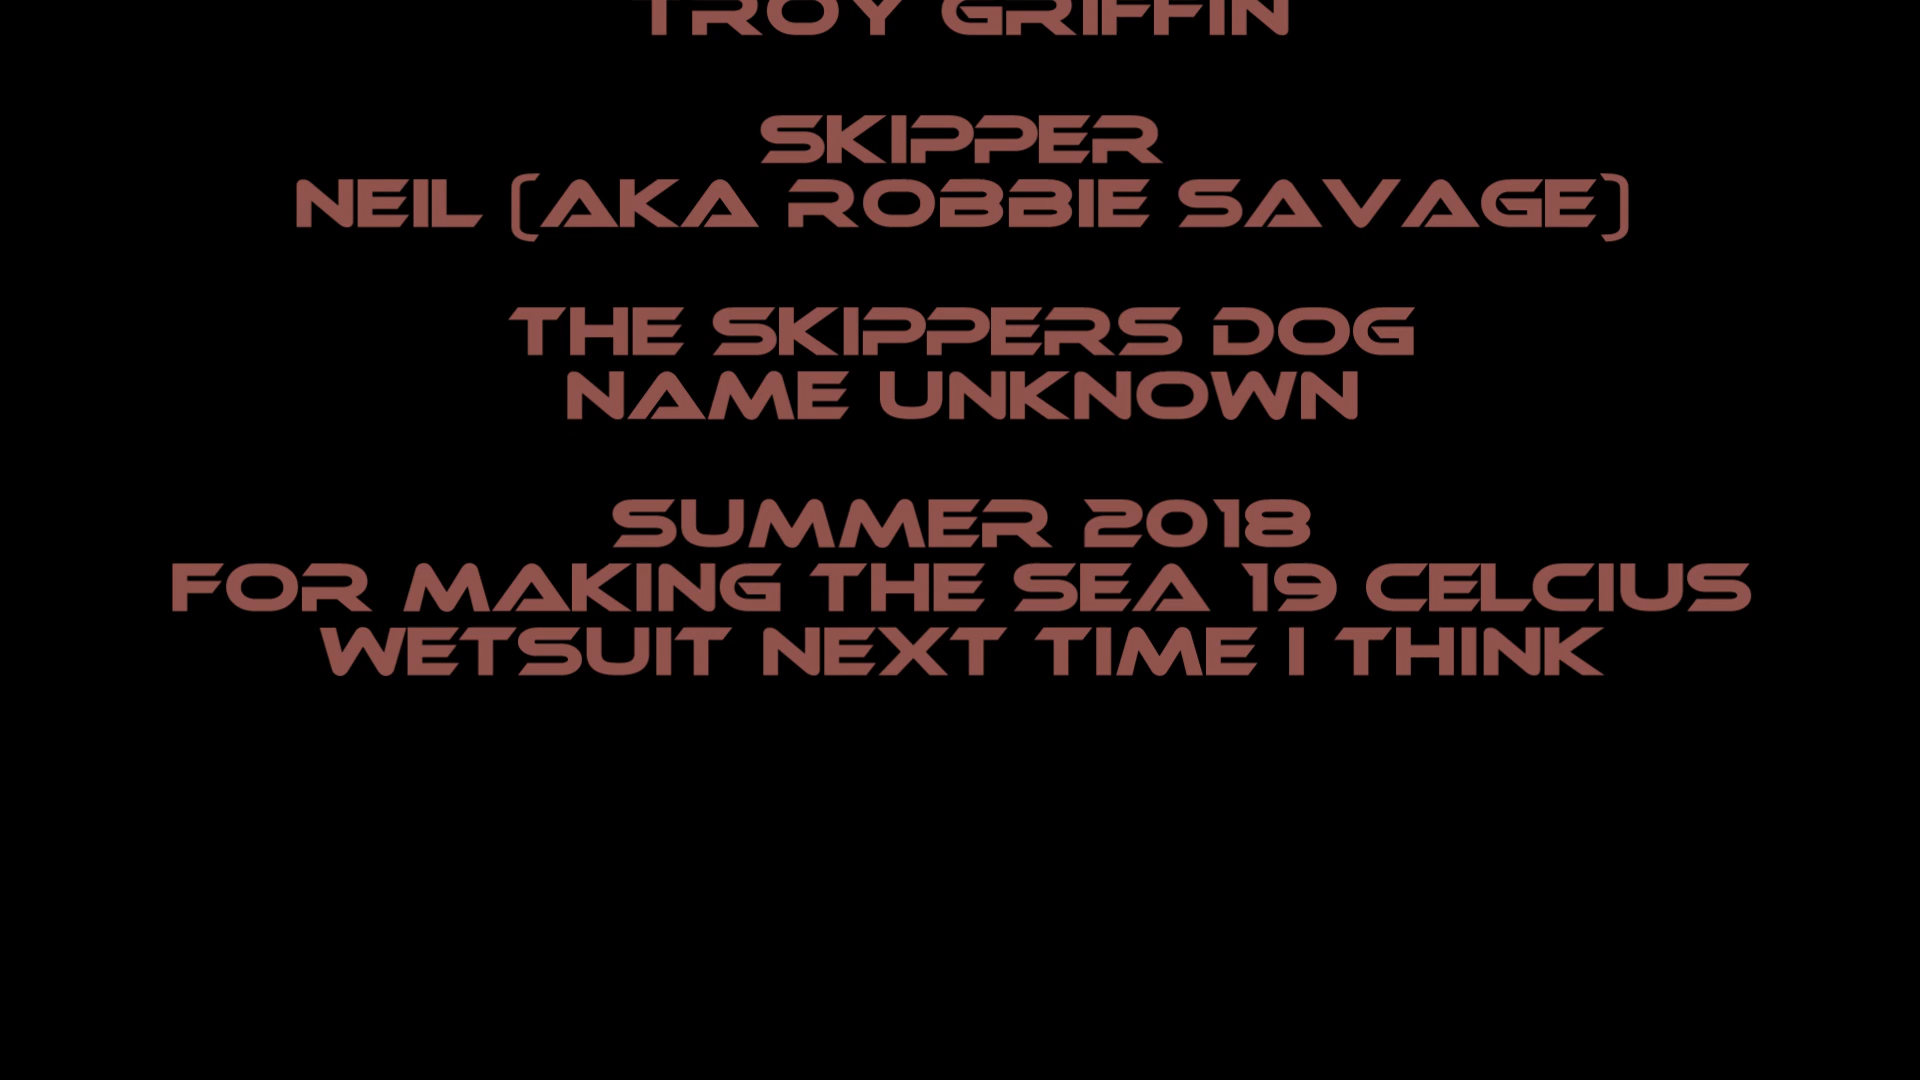 TROY GRIFFIN
SKIPPER
NEIL (AKA ROBBIE SAVAGE)
THE SKIPPERS DOG
NAME UNKNOWN
SUMMER 2018
FOR MAKING THE SEA 19 CELCIUS
WETSUIT NEXT TIME I THINK